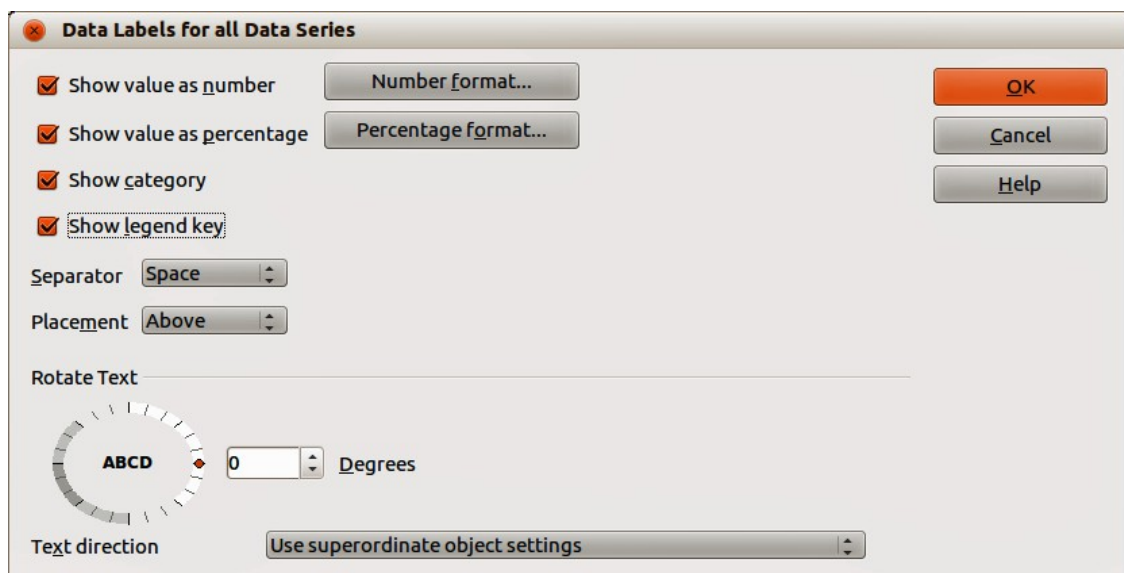 Data Labels for all Data Series
Show value as number Number format...
OK
Show value as percentage Percentage format...
Cancel
Show category
Help
Show legend key
Separator Space
Placement Above
Rotate Text
ABCD 0 Degrees
Text direction Use superordinate object settings